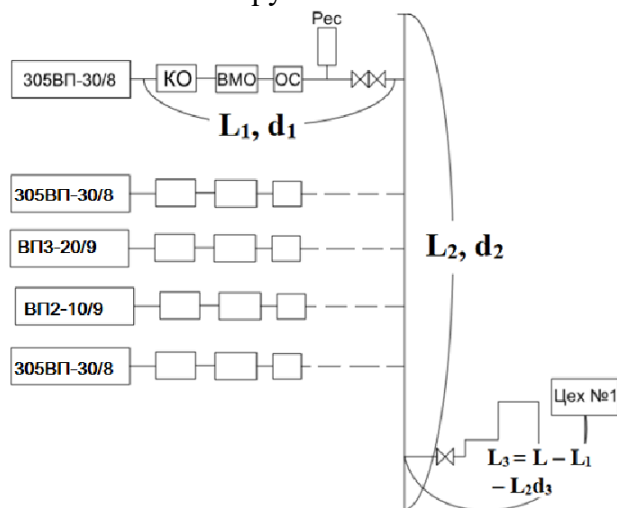 Рес
305ВП-30/8
КО
ВМО
ОС
L₁, d₁
305ВП-30/8
ВП3-20/9
L₂, d₂
ВП2-10/9
305ВП-30/8
Цех №1
L₃ = L – L₁
– L₂d₃